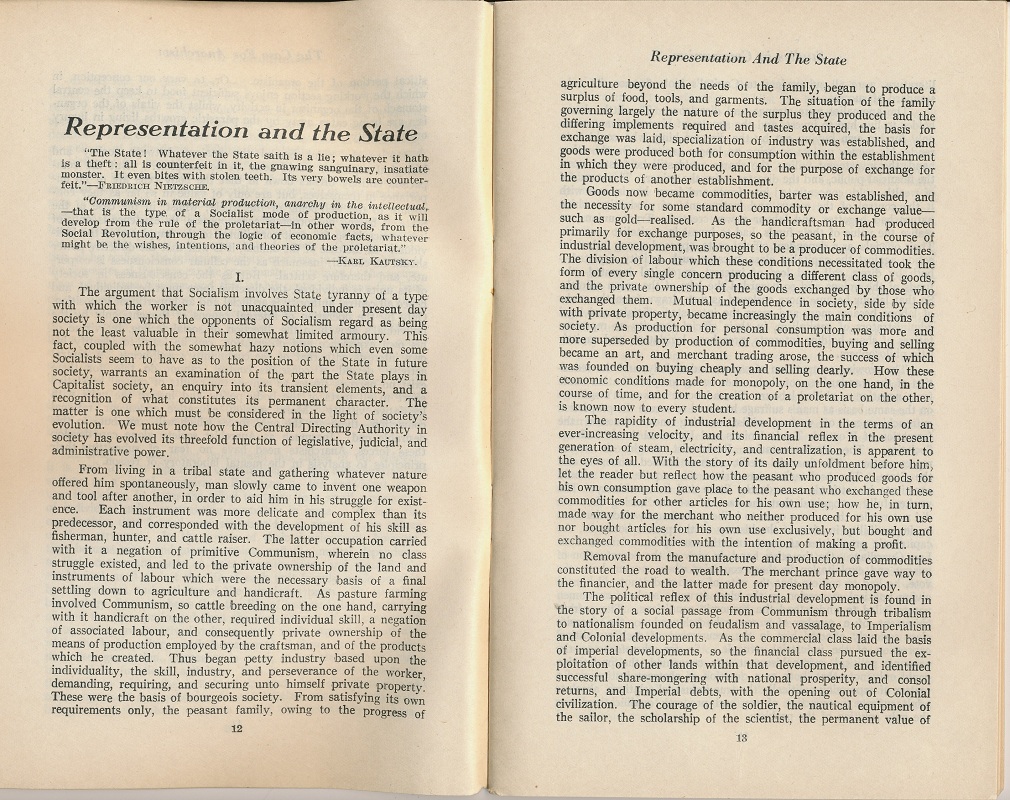 Representation and the State
"The State! Whatever the State saith is a lie; whatever it hath
is a theft: all is counterfeit in it, the gnawing sanguinary, insatiate
monster. It even bites with stolen teeth. Its very bowels are counter-
feit."—FRIEDRICH NIETZSCHE.
"Communism in material production, anarchy in the intellectual,
—that is the type of a Socialist mode of production, as it will
develop from the rule of the proletariat—in other words, from the
Social Revolution, through the logic of economic facts, whatever
might be the wishes, intentions, and theories of the proletariat."
—KARL KAUTSKY.
I.
The argument that Socialism involves State tyranny of a type
with which the worker is not unacquainted under present day
society is one which the opponents of Socialism regard as being
not the least valuable in their somewhat limited armoury. This
fact, coupled with the somewhat hazy notions which even some
Socialists seem to have as to the position of the State in future
society, warrants an examination of the part the State plays in
Capitalist society, an enquiry into its transient elements, and a
recognition of what constitutes its permanent character. The
matter is one which must be considered in the light of society's
evolution. We must note how the Central Directing Authority in
society has evolved its threefold function of legislative, judicial, and
administrative power.
From living in a tribal state and gathering whatever nature
offered him spontaneously, man slowly came to invent one weapon
and tool after another, in order to aid him in his struggle for exist-
ence. Each instrument was more delicate and complex than its
predecessor, and corresponded with the development of his skill as
fisherman, hunter, and cattle raiser. The latter occupation carried
with it a negation of primitive Communism, wherein no class
struggle existed, and led to the private ownership of the land and
instruments of labour which were the necessary basis of a final
settling down to agriculture and handicraft. As pasture farming
involved Communism, so cattle breeding on the one hand, carrying
with it handicraft on the other, required individual skill, a negation
of associated labour, and consequently private ownership of the
means of production employed by the craftsman, and of the products
which he created. Thus began petty industry based upon the
individuality, the skill, industry, and perseverance of the worker,
demanding, requiring, and securing unto himself private property.
These were the basis of bourgeois society. From satisfying its own
requirements only, the peasant family, owing to the progress of
12
Representation And The State
agriculture beyond the needs of the family, began to produce a
surplus of food, tools, and garments. The situation of the family
governing largely the nature of the surplus they produced and the
differing implements required and tastes acquired, the basis for
exchange was laid, specialization of industry was established, and
goods were produced both for consumption within the establishment
in which they were produced, and for the purpose of exchange for
the products of another establishment.
Goods now became commodities, barter was established, and
the necessity for some standard commodity or exchange value—
such as gold—realised. As the handicraftsman had produced
primarily for exchange purposes, so the peasant, in the course of
industrial development, was brought to be a producer of commodities.
The division of labour which these conditions necessitated took the
form of every single concern producing a different class of goods,
and the private ownership of the goods exchanged by those who
exchanged them. Mutual independence in society, side by side
with private property, became increasingly the main conditions of
society. As production for personal consumption was more and
more superseded by production of commodities, buying and selling
became an art, and merchant trading arose, the success of which
was founded on buying cheaply and selling dearly. How these
economic conditions made for monopoly, on the one hand, in the
course of time, and for the creation of a proletariat on the other,
is known now to every student.
The rapidity of industrial development in the terms of an
ever-increasing velocity, and its financial reflex in the present
generation of steam, electricity, and centralization, is apparent to
the eyes of all. With the story of its daily unfoldment before him,
let the reader but reflect how the peasant who produced goods for
his own consumption gave place to the peasant who exchanged these
commodities for other articles for his own use; how he, in turn,
made way for the merchant who neither produced for his own use
nor bought articles for his own use exclusively, but bought and
exchanged commodities with the intention of making a profit.
Removal from the manufacture and production of commodities
constituted the road to wealth. The merchant prince gave way to
the financier, and the latter made for present day monopoly.
The political reflex of this industrial development is found in
the story of a social passage from Communism through tribalism
to nationalism founded on feudalism and vassalage, to Imperialism
and Colonial developments. As the commercial class laid the basis
of imperial developments, so the financial class pursued the ex-
ploitation of other lands within that development, and identified
successful share-mongering with national prosperity, and consol
returns, and Imperial debts, with the opening out of Colonial
civilization. The courage of the soldier, the nautical equipment of
the sailor, the scholarship of the scientist, the permanent value of
13